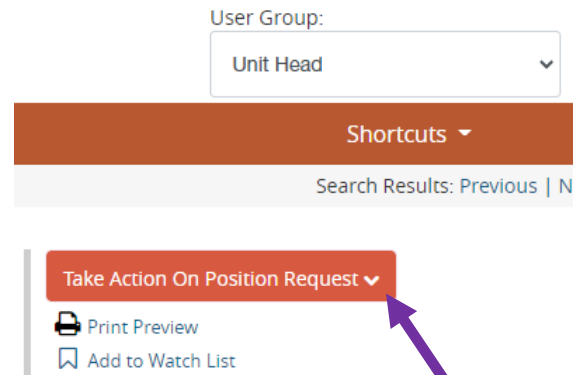 User Group:
Unit Head
Shortcuts
Search Results: Previous | N
Take Action On Position Request
Print Preview
Add to Watch List